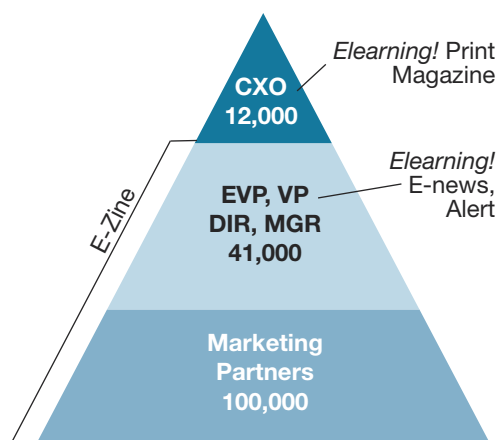 Elearning! Print
Magazine
CXO
12,000
Elearning!
E-news,
Alert
E-Zine
EVP, VP
DIR, MGR
41,000
Marketing
Partners
100,000